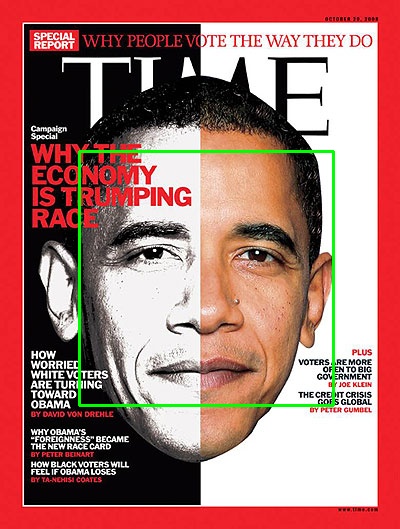 OCTOBER 20, 2008
SPECIAL
REPORT
WHY PEOPLE VOTE THE WAY THEY DO
TIME
Campaign
Special
WHY THE
ECONOMY
IS TRUMPING
RACE
HOW
WORRIED
WHITE VOTERS
ARE TURNING
TOWARD
OBAMA
BY DAVID VON DREHLE
WHY OBAMA'S
"FOREIGNNESS" BECAME
THE NEW RACE CARD
BY PETER BEINART
HOW BLACK VOTERS WILL
FEEL IF OBAMA LOSES
BY TA-NEHISI COATES
PLUS
VOTERS ARE MORE
OPEN TO BIG
GOVERNMENT
BY JOE KLEIN
THE CREDIT CRISIS
GOES GLOBAL
BY PETER GUMBEL
www.time.com